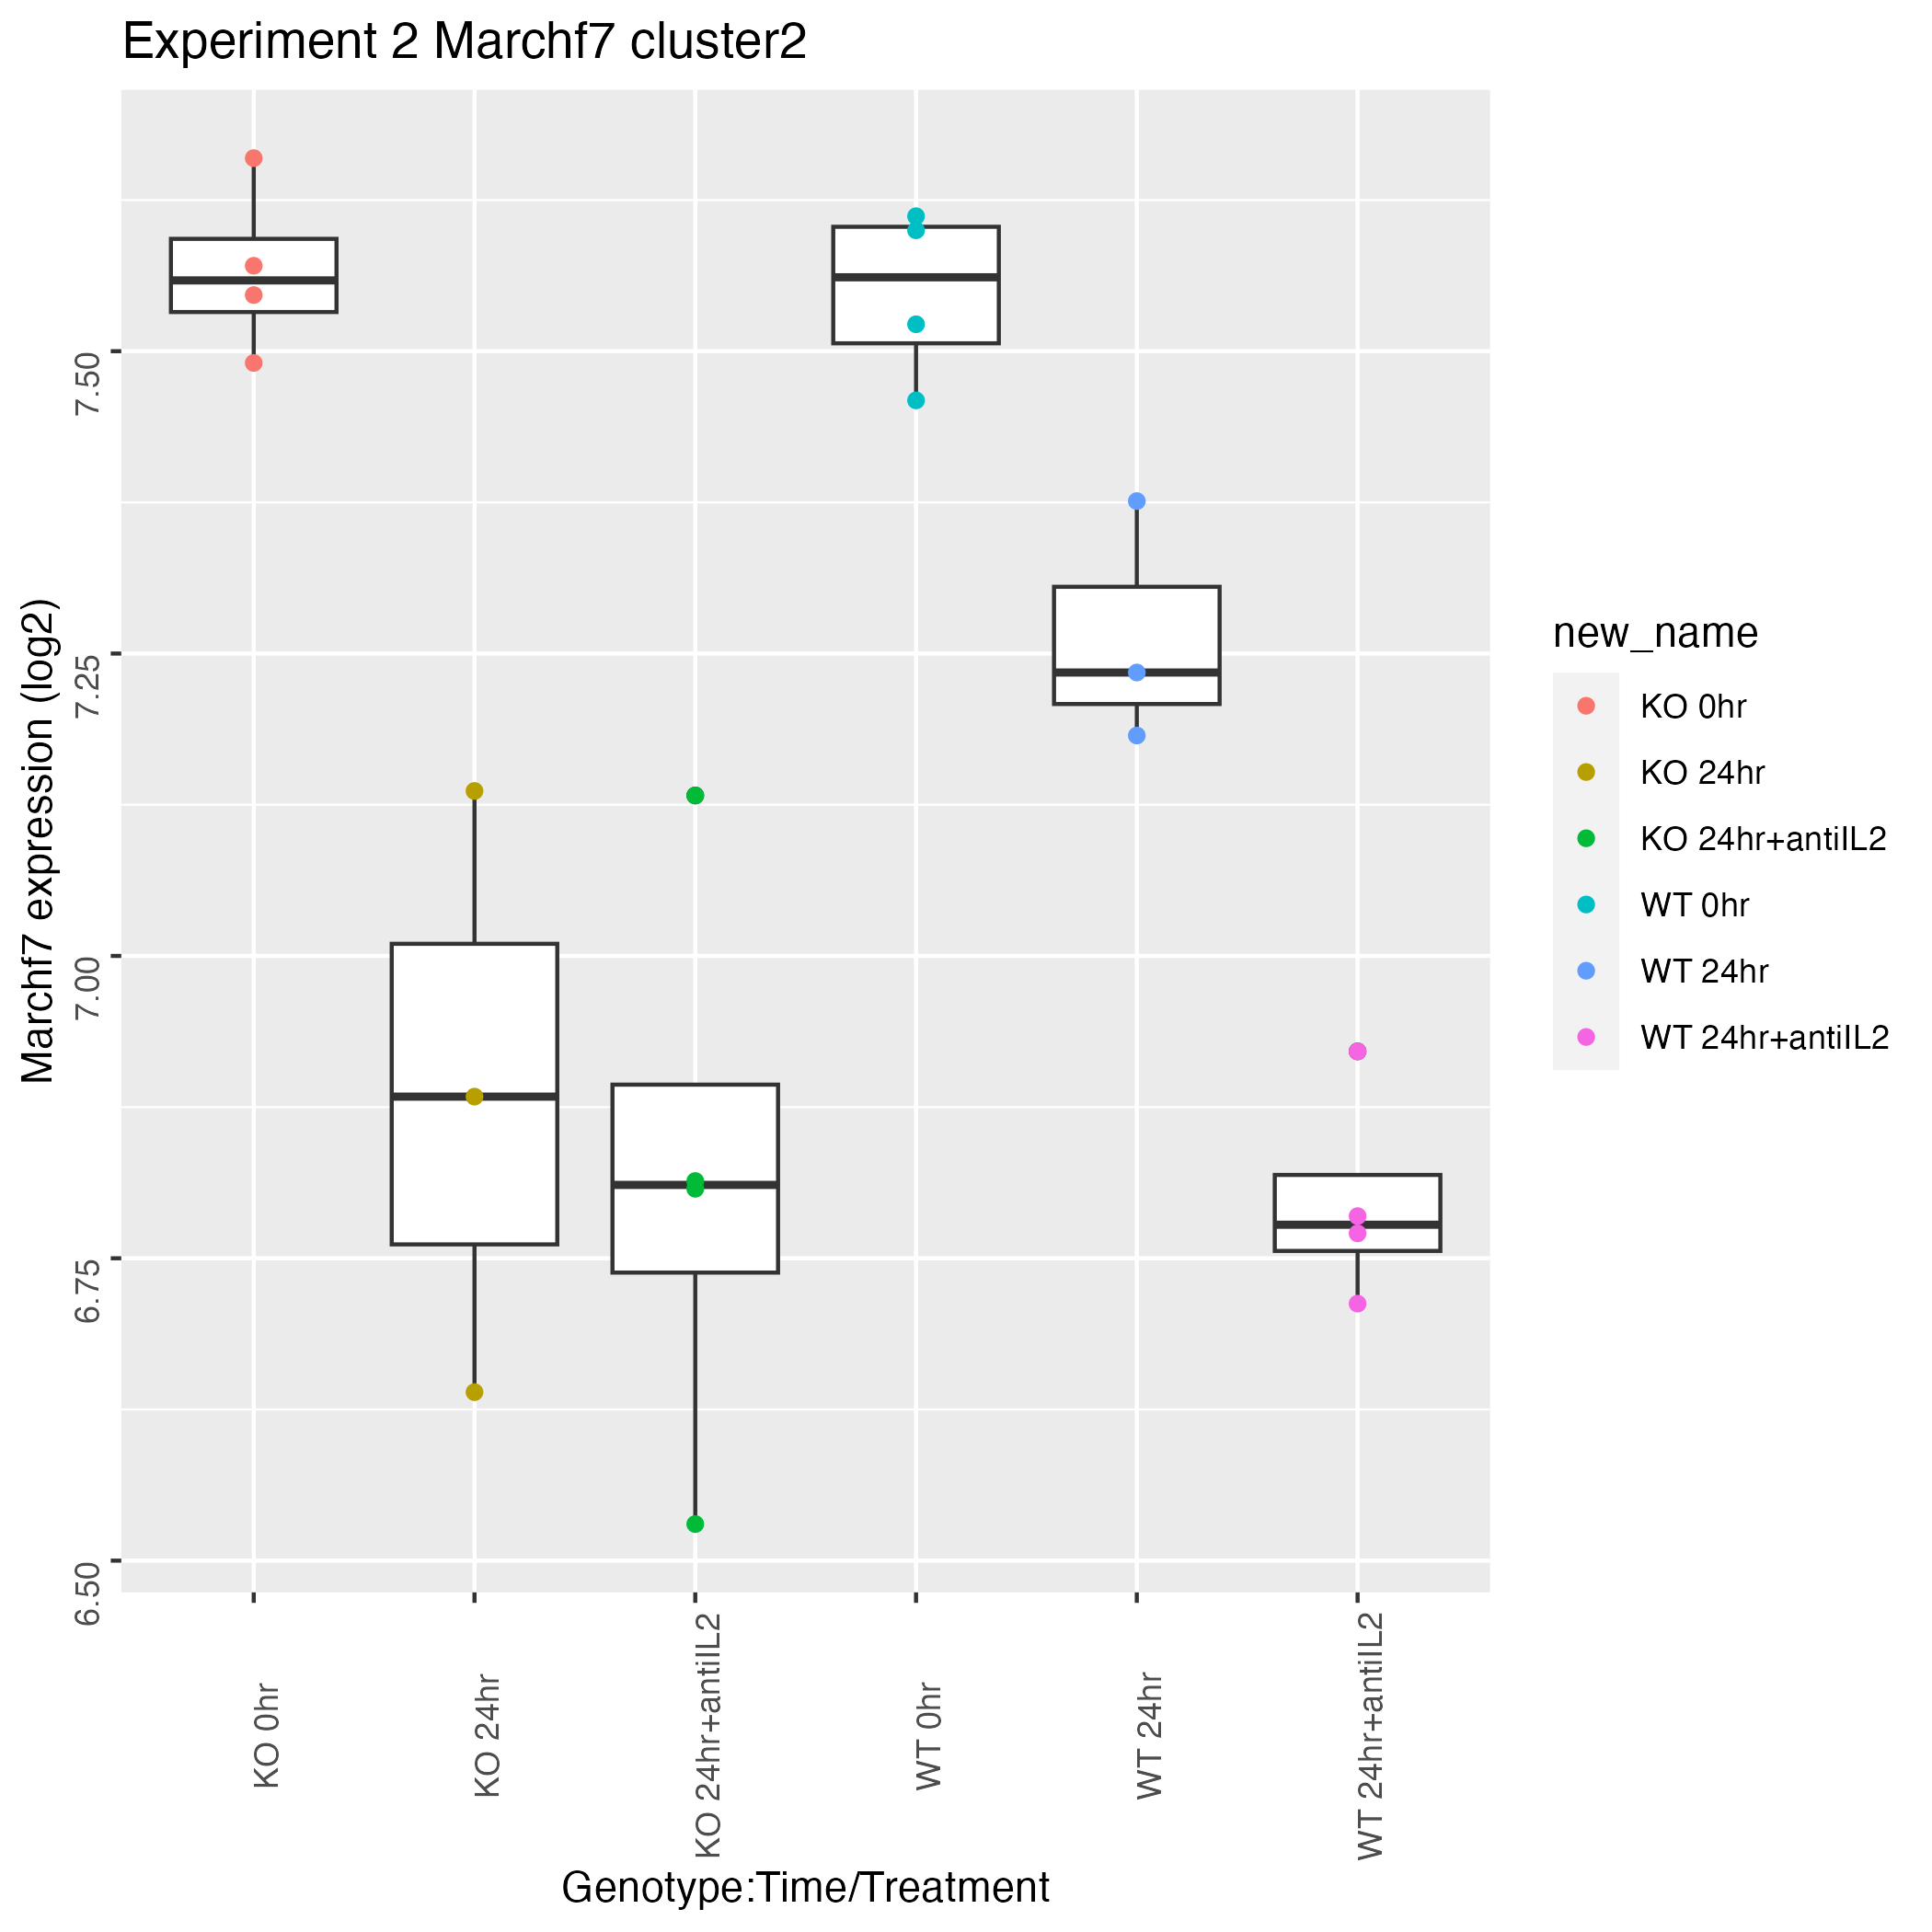 Experiment 2 Marchf7 cluster2
Marchf7 expression (log2)
7.50
7.25
7.00
6.75
6.50
KO 0hr
KO 24hr
KO 24hr+antiIL2
WT 0hr
WT 24hr
WT 24hr+antiIL2
Genotype:Time/Treatment
new_name
KO 0hr
KO 24hr
KO 24hr+antiIL2
WT 0hr
WT 24hr
WT 24hr+antiIL2